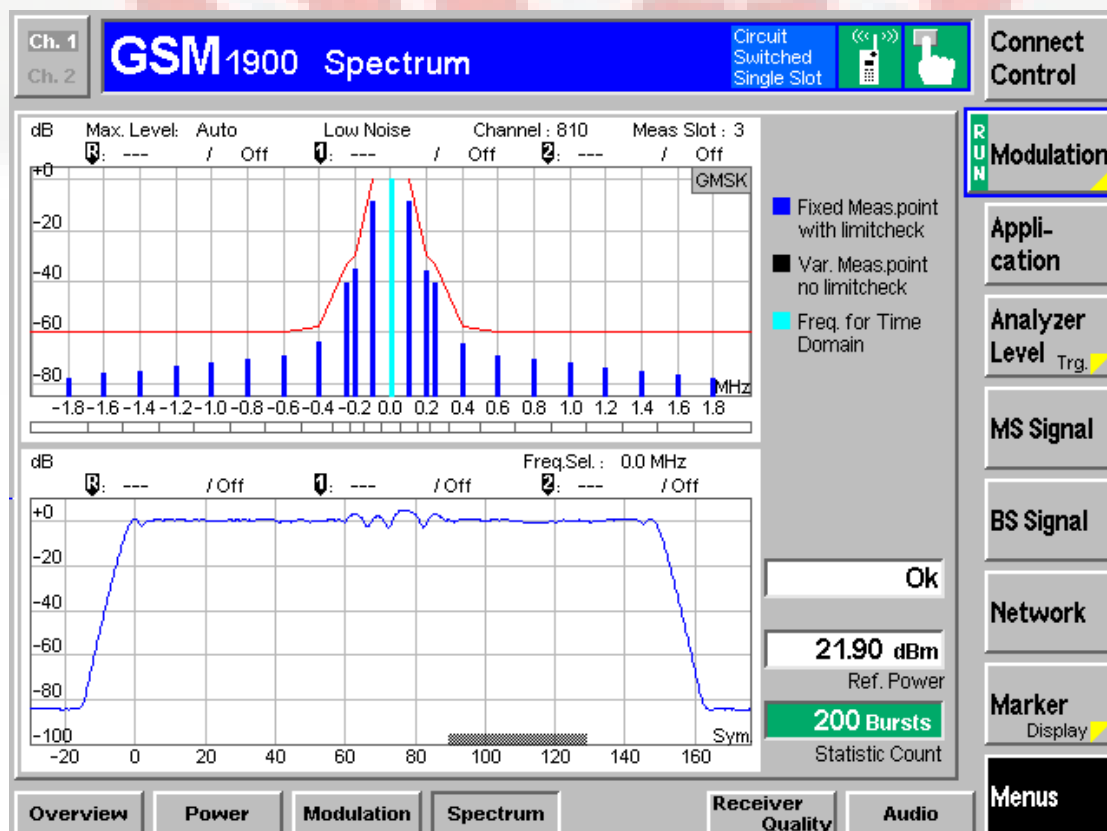 Ch. 1
Ch. 2
GSM 1900 Spectrum
Circuit
Switched
Single Slot
Connect
Control
dB Max. Level: Auto Low Noise Channel : 810 Meas Slot : 3
R: --- / Off 1: --- / Off 2: --- / Off
GMSK
+0
-20
-40
-60
-80
MHz
-1.8 -1.6 -1.4 -1.2 -1.0 -0.8 -0.6 -0.4 -0.2 0.0 0.2 0.4 0.6 0.8 1.0 1.2 1.4 1.6 1.8
Fixed Meas.point
with limitcheck
Var. Meas.point
no limitcheck
Freq. for Time
Domain
dB Freq.Sel. : 0.0 MHz
R: --- / Off 1: --- / Off 2: --- / Off
+0
-20
-40
-60
-80
-100
Sym.
-20 0 20 40 60 80 100 120 140 160
Ok
21.90 dBm
Ref. Power
200 Bursts
Statistic Count
RUN
Modulation
Appli-
cation
Analyzer
Level Trg.
MS Signal
BS Signal
Network
Marker
Display
Menus
Overview
Power
Modulation
Spectrum
Receiver
Quality
Audio